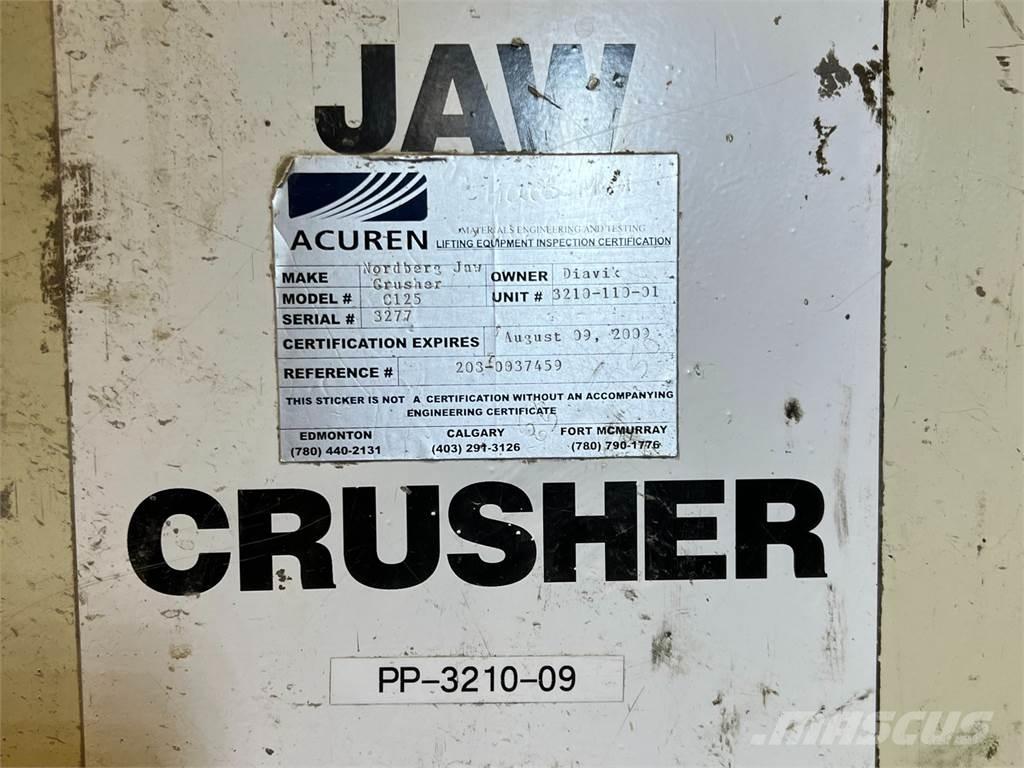 JAW
ACUREN
MATERIALS ENGINEERING AND TESTING
LIFTING EQUIPMENT INSPECTION CERTIFICATION
MAKE Nordberg Jaw Crusher OWNER Diavik
MODEL # C125 UNIT # 3210-110-01
SERIAL # 3277
CERTIFICATION EXPIRES August 09,
REFERENCE # 203-0037459
THIS STICKER IS NOT A CERTIFICATION WITHOUT AN ACCOMPANYING
ENGINEERING CERTIFICATE
EDMONTON CALGARY FORT MCMURRAY
(780) 440-2131 (403) 291-3126 (780) 790-1776
CRUSHER
PP-3210-09
MASCUS